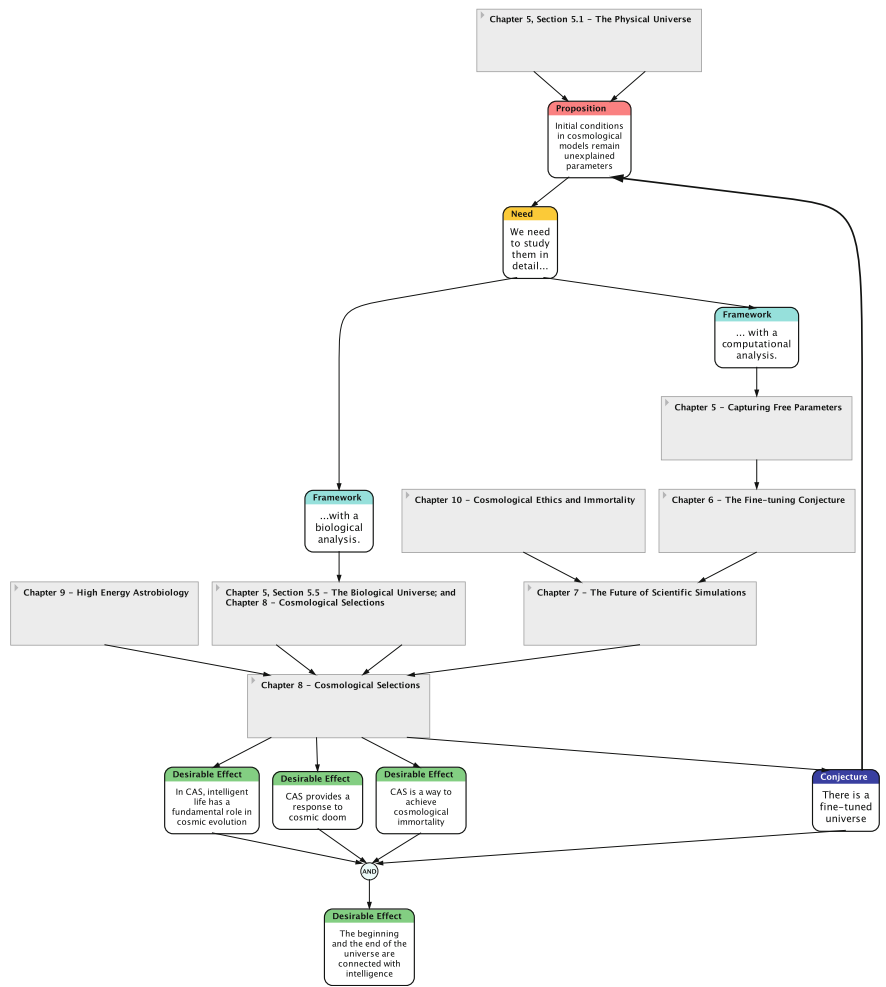 Chapter 5, Section 5.1 – The Physical Universe
Proposition
Initial conditions
in cosmological
models remain
unexplained
parameters
Need
We need
to study
them in
detail...
Framework
... with a
computational
analysis.
Chapter 5 – Capturing Free Parameters
Framework
...with a
biological
analysis.
Chapter 10 – Cosmological Ethics and Immortality
Chapter 6 – The Fine-tuning Conjecture
Chapter 9 – High Energy Astrobiology
Chapter 5, Section 5.5 – The Biological Universe; and
Chapter 8 – Cosmological Selections
Chapter 7 – The Future of Scientific Simulations
Chapter 8 – Cosmological Selections
Desirable Effect
In CAS, intelligent
life has a
fundamental role in
cosmic evolution
Desirable Effect
CAS provides a
response to
cosmic doom
Desirable Effect
CAS is a way to
achieve
cosmological
immortality
Conjecture
There is a
fine-tuned
universe
AND
Desirable Effect
The beginning
and the end of the
universe are
connected with
intelligence